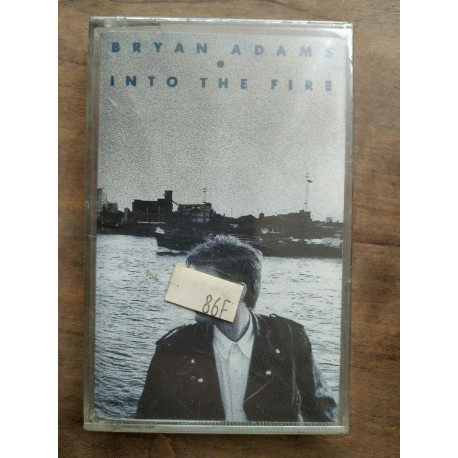 BRYAN ADAMS
INTO THE FIRE
86F